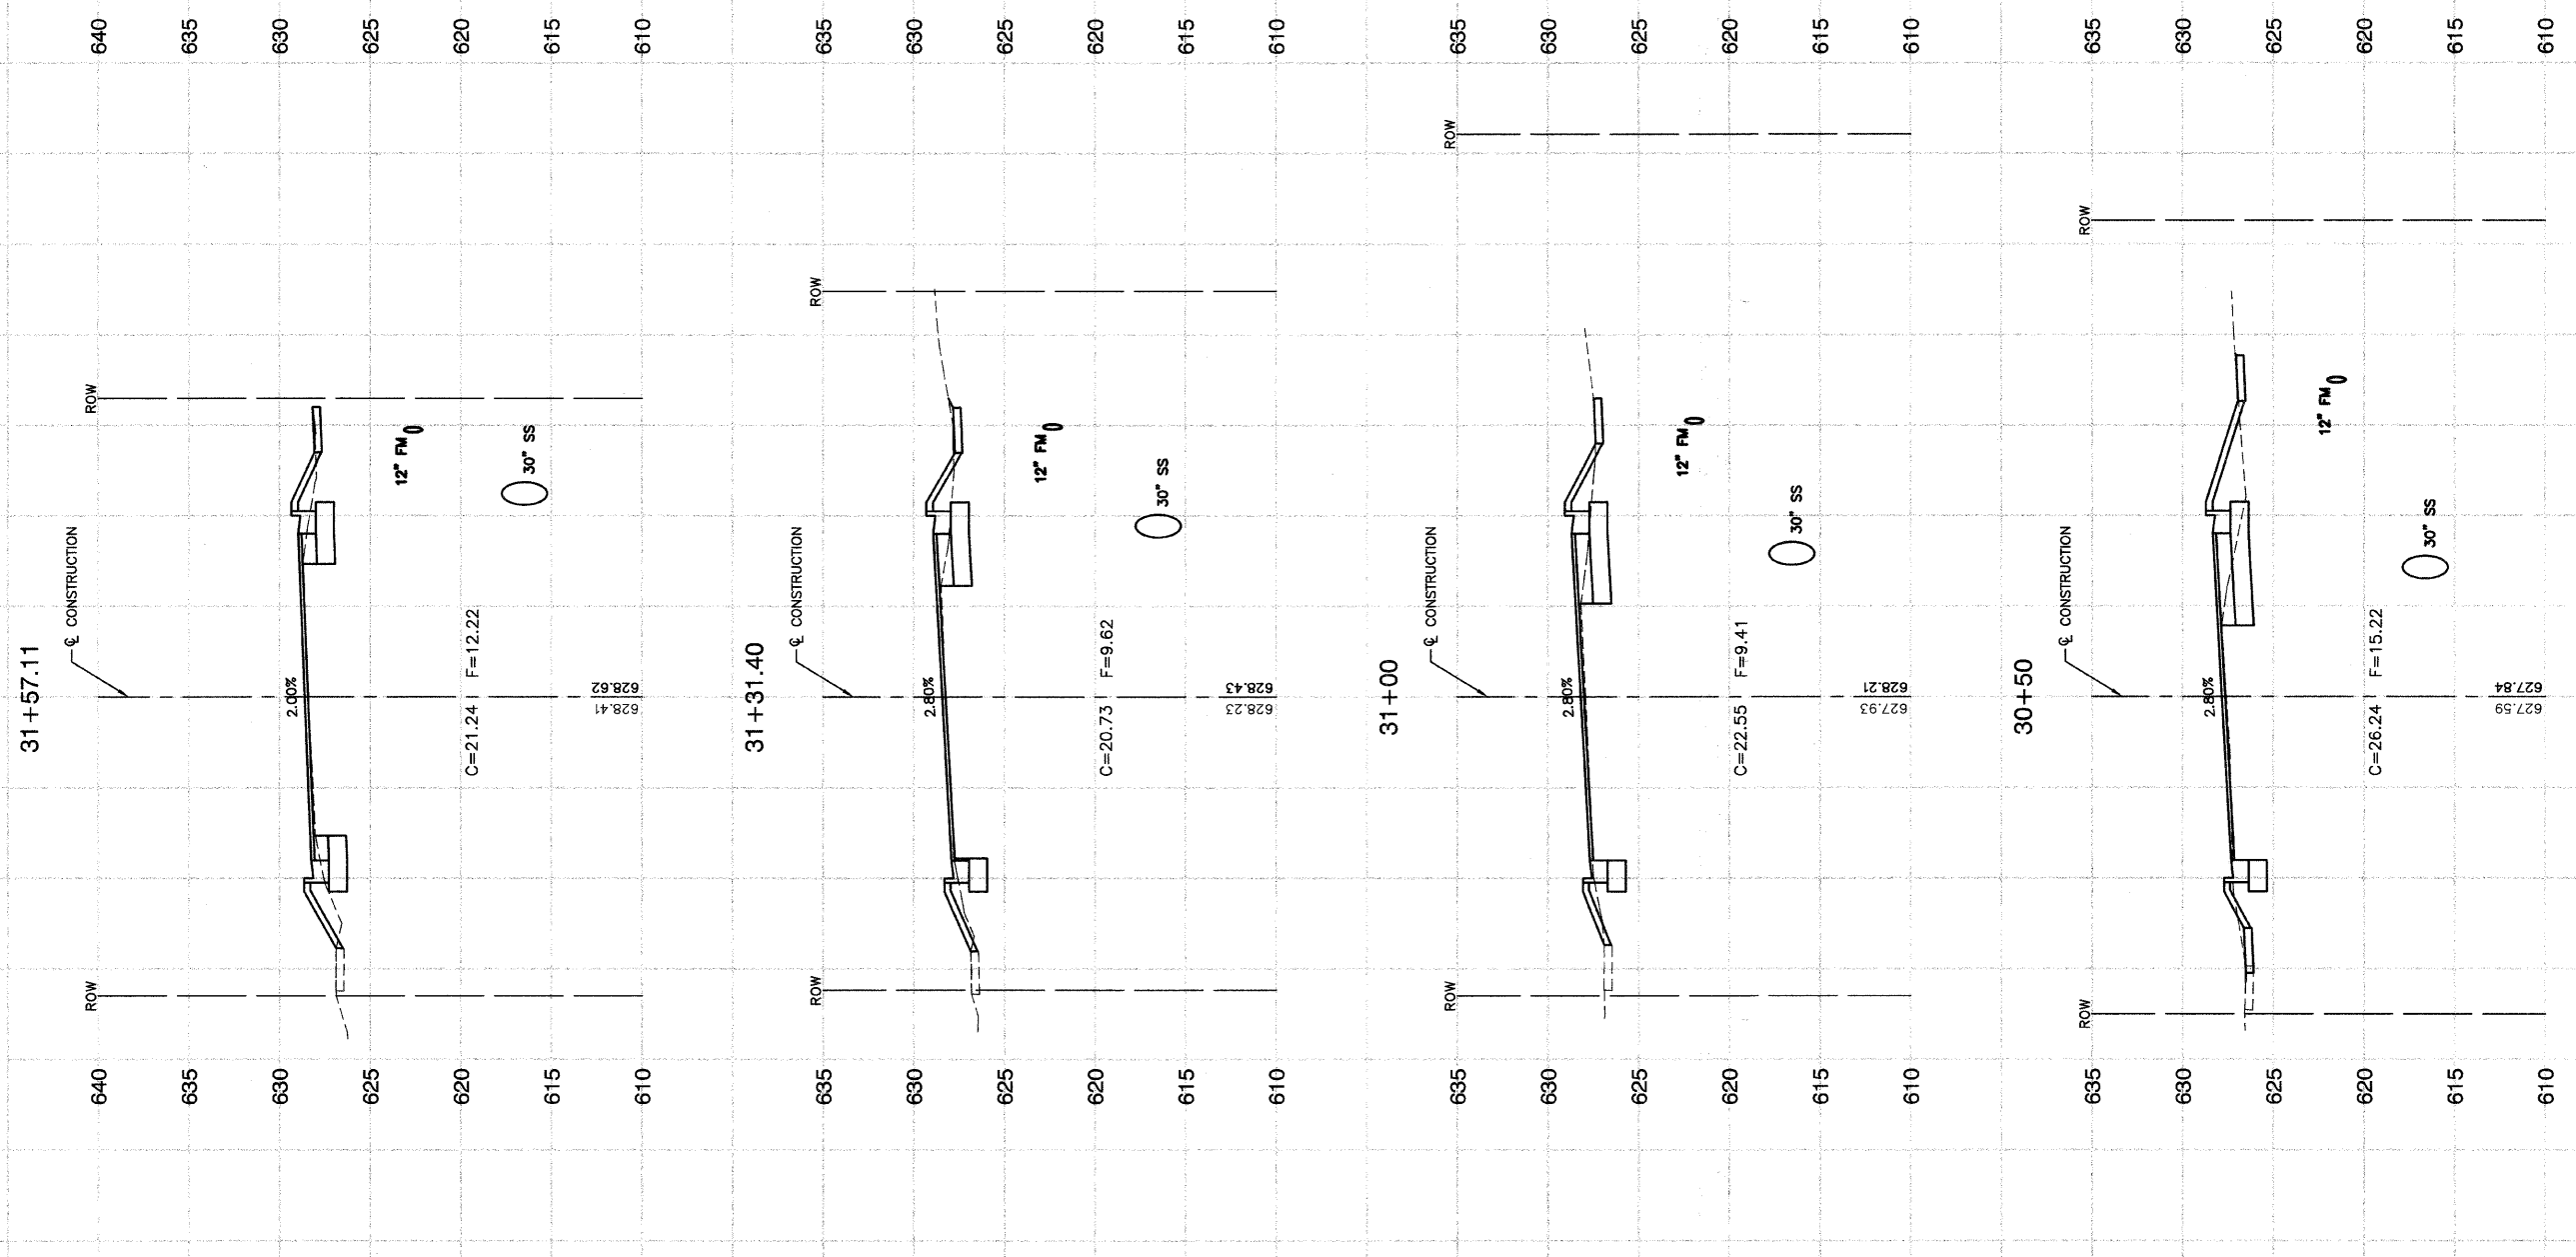 31+57.11
℄ CONSTRUCTION
640
630
625
620
615
610
ROW
ROW
2.00%
12" FM
30" SS
C=21.24 F=12.22
628.41
628.62
640
630
625
620
615
610
31+31.40
℄ CONSTRUCTION
635
630
625
620
615
610
ROW
ROW
2.80%
12" FM
30" SS
C=20.73 F=9.62
628.23
628.43
635
630
625
620
615
610
31+00
℄ CONSTRUCTION
635
630
625
620
615
610
ROW
ROW
2.80%
12" FM
30" SS
C=22.55 F=9.41
627.93
628.21
635
630
625
620
615
610
30+50
℄ CONSTRUCTION
635
630
625
620
615
610
ROW
ROW
2.80%
12" FM
30" SS
C=26.24 F=15.22
627.59
627.84
635
630
625
620
615
610